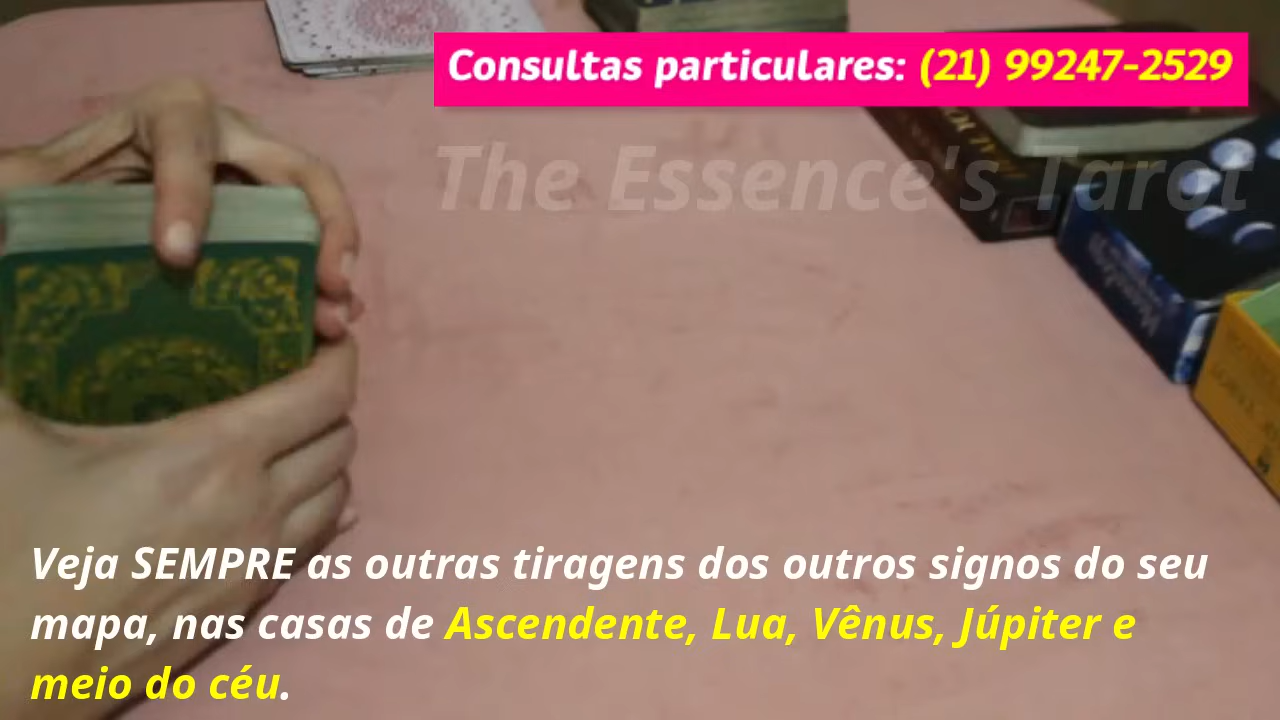 Consultas particulares: (21) 99247-2529
The Essence's Tarot
Veja SEMPRE as outras tiragens dos outros signos do seu
mapa, nas casas de Ascendente, Lua, Vênus, Júpiter e
meio do céu.